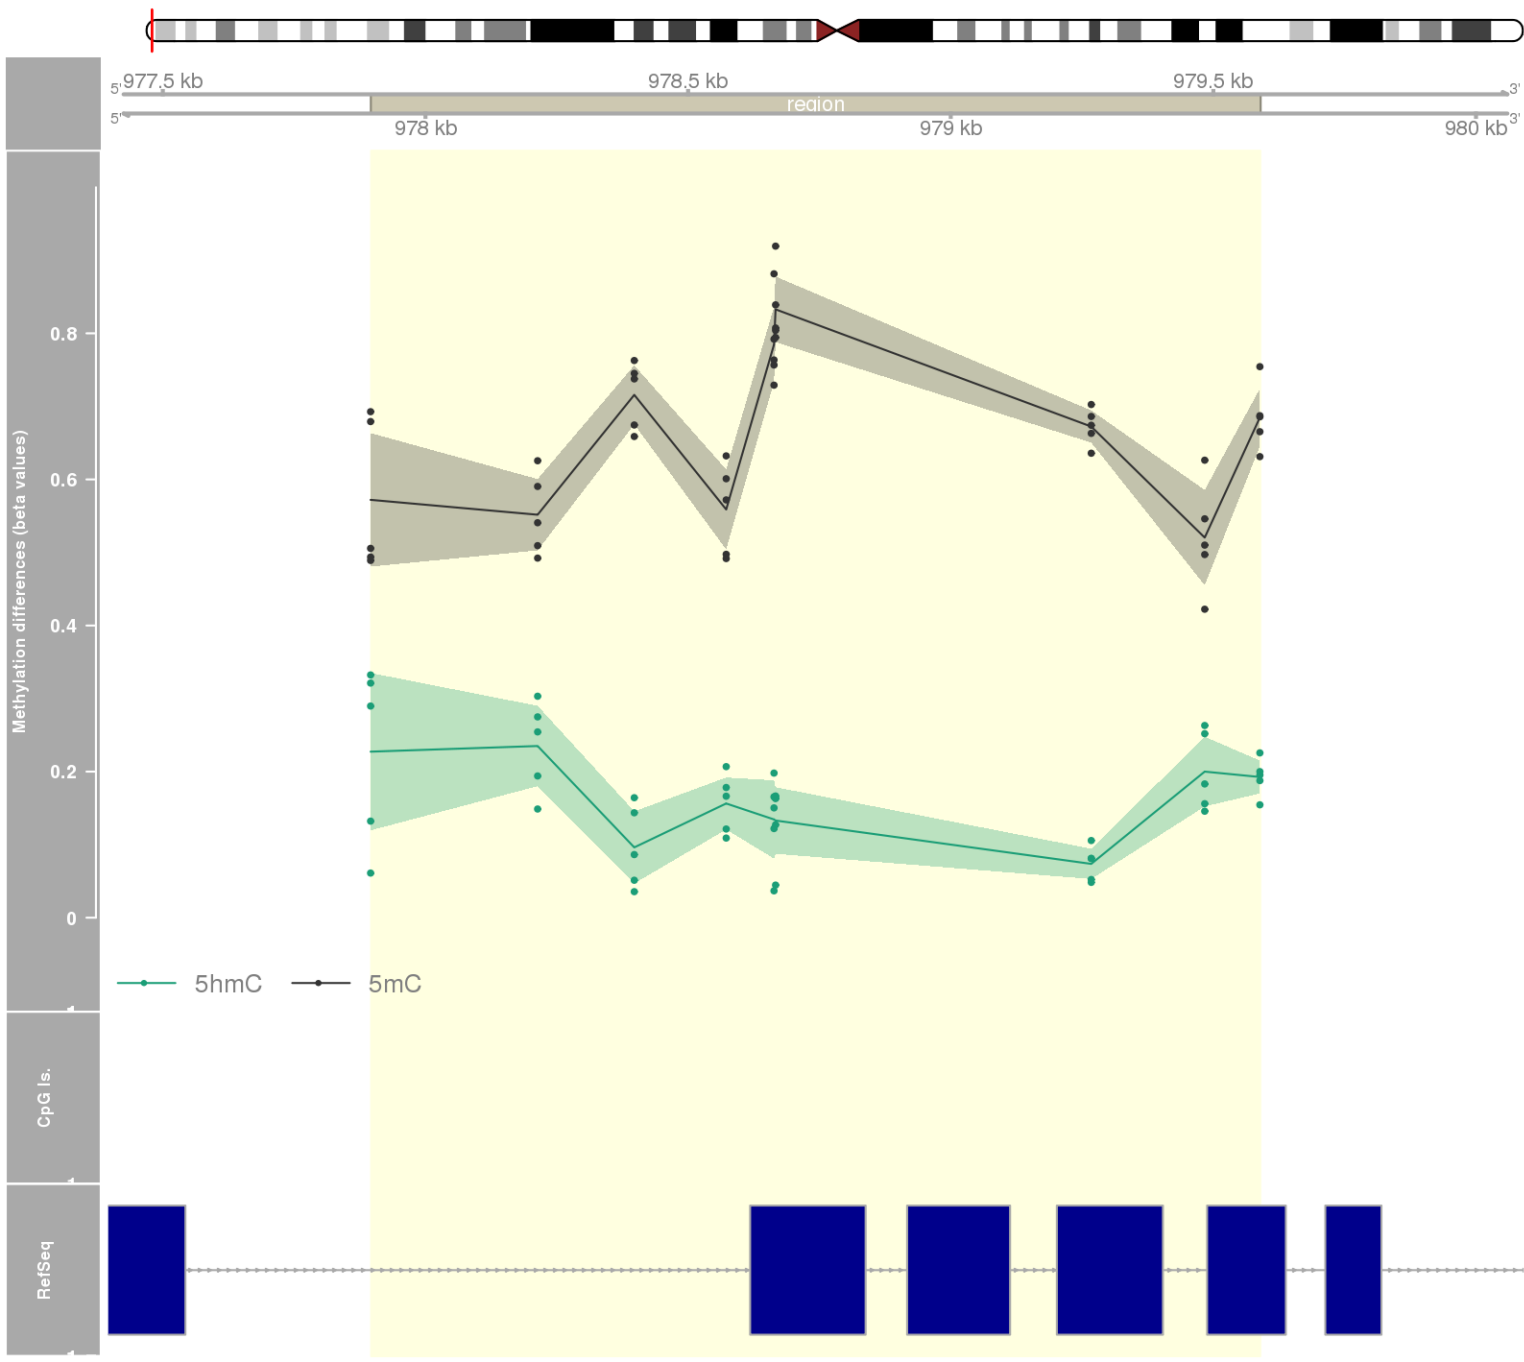 977.5 kb 978.5 kb 979.5 kb
5' 3'
region
5' 3'
978 kb 979 kb 980 kb
Methylation differences (beta values)
0.8
0.6
0.4
0.2
0
5hmC 5mC
CpG Is.
RefSeq